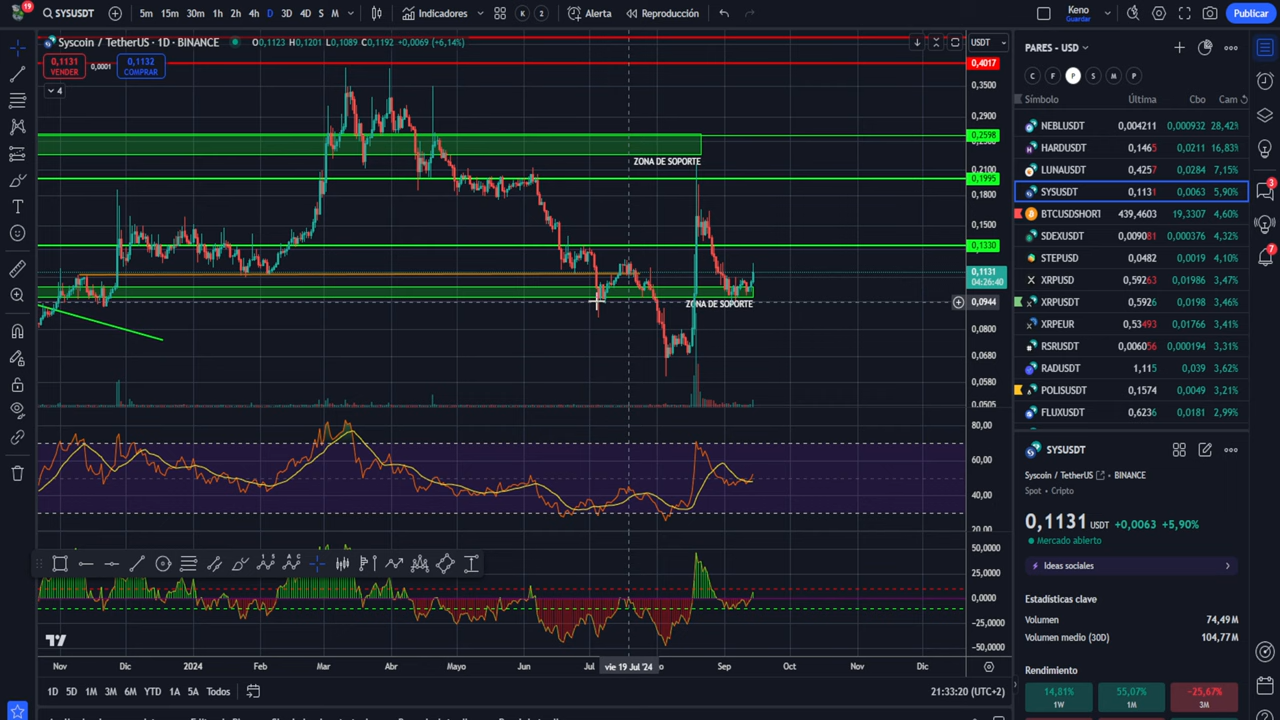 19
SYSUSDT
5m 15m 30m 1h 2h 4h D 3D 4D S M
Indicadores
K 2
Alerta
Reproducción
Keno
Guardar
Publicar
Syscoin / TetherUS · 1D · BINANCE
O0,1123 H0,1201 L0,1089 C0,1192 +0,0069 (+6,14%)
USDT
0,1131
VENDER
0,0001
0,1132
COMPRAR
4
ZONA DE SOPORTE
ZONA DE SOPORTE
0,4017
0,3500
0,2900
0,2598
0,2100
0,1995
0,1800
0,1500
0,1330
0,1131
04:26:40
0,0944
0,0800
0,0680
0,0580
0,0505
80,00
60,00
40,00
20,00
50,0000
25,0000
0,0000
−25,0000
−50,0000
Nov Dic 2024 Feb Mar Abr Mayo Jun Jul vie 19 Jul '24 Sep Oct Nov Dic
1D 5D 1M 3M 6M YTD 1A 5A Todos
21:33:20 (UTC+2)
PARES - USD
C F P S M P
Símbolo Última Cbo Cam
NEBLUSDT 0,004211 0,000932 28,42%
HARDUSDT 0,1465 0,0211 16,83%
LUNAUSDT 0,4257 0,0284 7,15%
SYSUSDT 0,1131 0,0063 5,90%
BTCUSDSHORT 439,4603 19,3307 4,60%
SDEXUSDT 0,009081 0,000376 4,32%
STEPUSD 0,0482 0,0019 4,10%
XRPUSD 0,59263 0,01986 3,47%
XRPUSDT 0,5926 0,0198 3,46%
XRPEUR 0,53493 0,01766 3,41%
RSRUSDT 0,006056 0,000194 3,31%
RADUSDT 1,115 0,039 3,62%
POLISUSDT 0,1574 0,0049 3,21%
FLUXUSDT 0,6236 0,0181 2,99%
3
7
SYSUSDT
Syscoin / TetherUS · BINANCE
Spot · Cripto
0,1131 USDT +0,0063 +5,90%
Mercado abierto
Ideas sociales
Estadísticas clave
Volumen 74,49M
Volumen medio (30D) 104,77M
Rendimiento
14,81% 55,07% −25,67%
1W 1M 3M